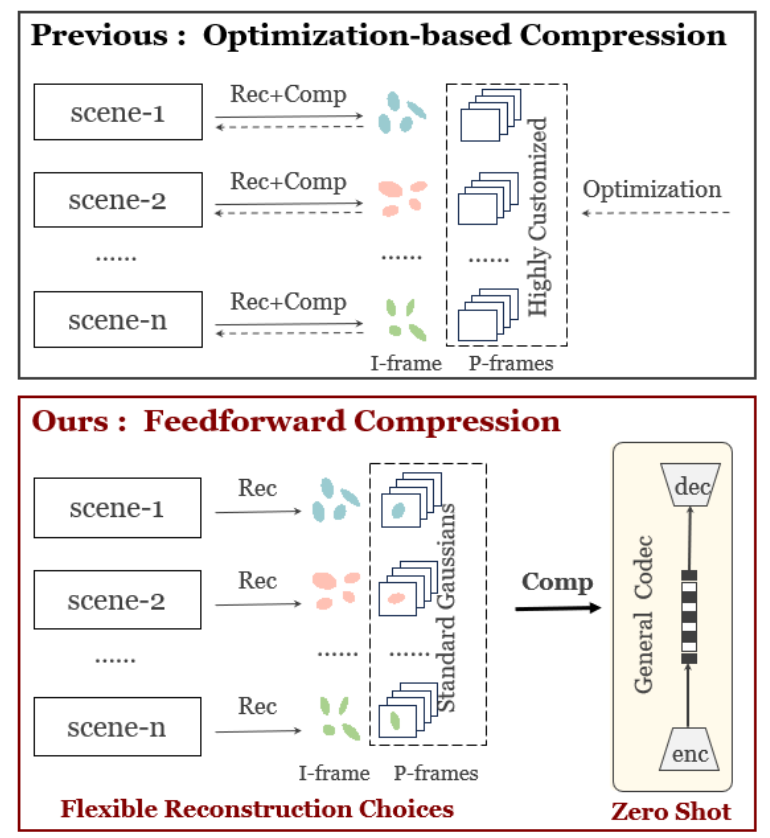 Previous : Optimization-based Compression
scene-1
Rec+Comp
scene-2
Rec+Comp
Optimization
......
......
......
Highly Customized
scene-n
Rec+Comp
I-frame
P-frames
Ours : Feedforward Compression
scene-1
Rec
scene-2
Rec
......
......
......
Standard Gaussians
scene-n
Rec
I-frame
P-frames
Comp
dec
General Codec
enc
Flexible Reconstruction Choices
Zero Shot